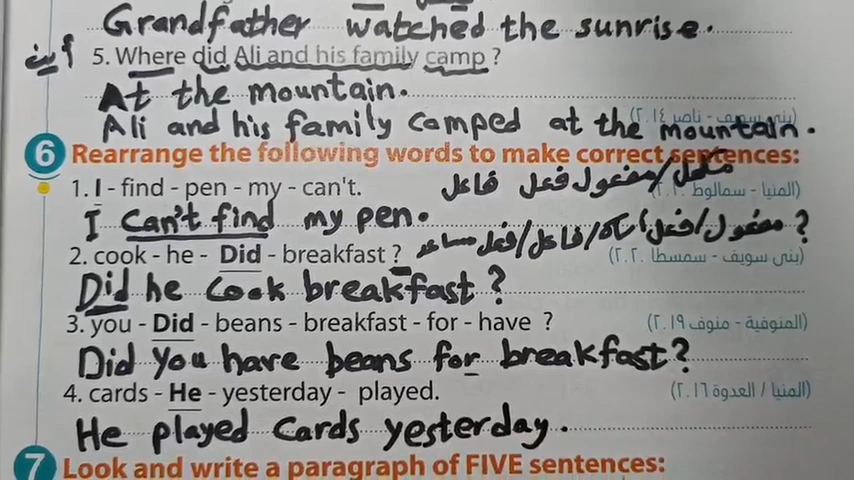 Grandfather watched the sunrise.
أين 5. Where did Ali and his family camp ?
At the mountain.
(بنى سويف - ناصر ٢٠١٤)
Ali and his family camped at the mountain.
6 Rearrange the following words to make correct sentences:
1. I - find - pen - my - can't. فاعل فعل مفعول/مكمل (المنيا - سمالوط
I can't find my pen.
2. cook - he - Did - breakfast ? مساعد فعل/فاعل/ مفعول/ ? (بنى سويف - سمسطا ٢٠٢٠)
Did he cook breakfast ?
3. you - Did - beans - breakfast - for - have ? (المنوفية - منوف ٢٠١٩)
Did you have beans for breakfast?
4. cards - He - yesterday - played. (المنيا / العدوة ٢٠١٦)
He played cards yesterday.
7 Look and write a paragraph of FIVE sentences: